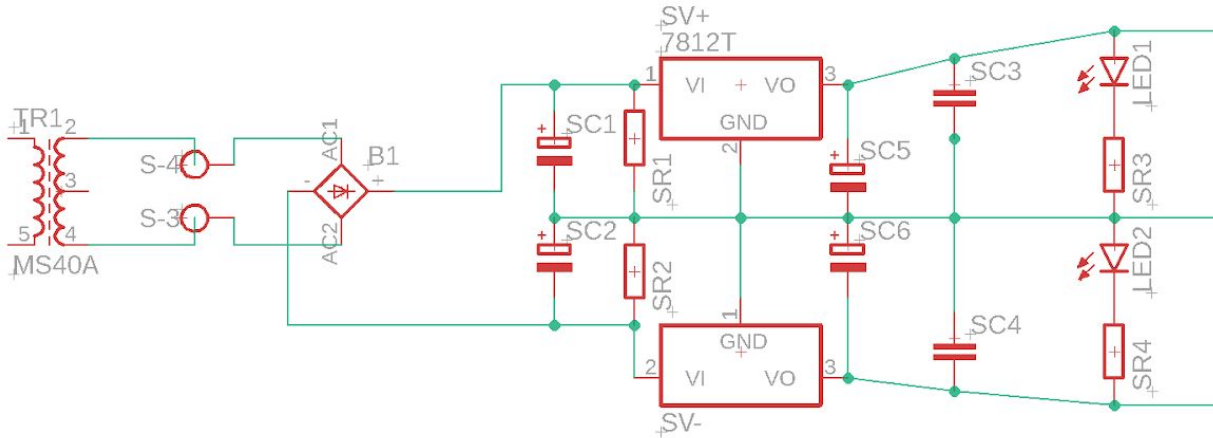 TR1
1
2
3
5
4
MS40A
S-4
S-3
AC1
AC2
B1
-
+
+
SC1
+
SC2
SR1
SR2
SV+
7812T
1
VI
VO
3
GND
2
1
GND
2
VI
VO
3
SV-
+
SC5
+
SC6
SC3
SC4
LED1
SR3
LED2
SR4